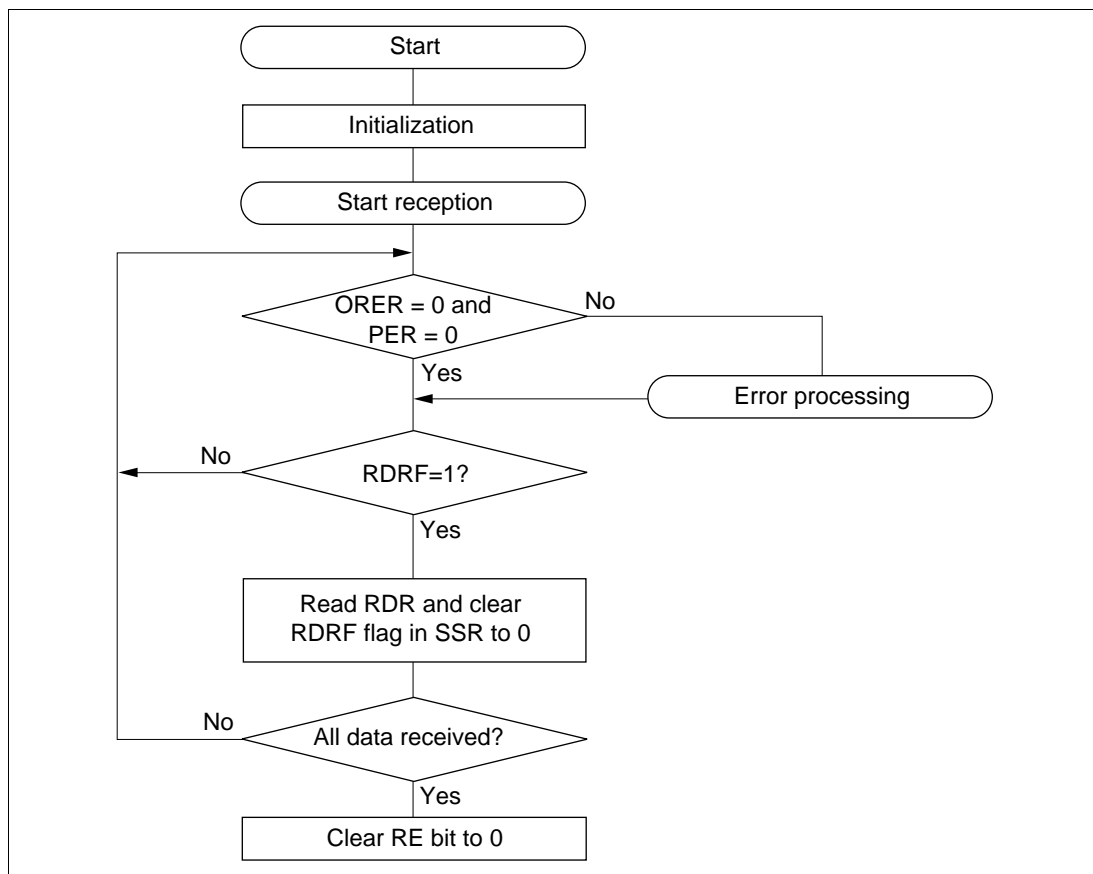 Start
Initialization
Start reception
ORER = 0 and
PER = 0
No
Yes
Error processing
No
RDRF=1?
Yes
Read RDR and clear
RDRF flag in SSR to 0
No
All data received?
Yes
Clear RE bit to 0